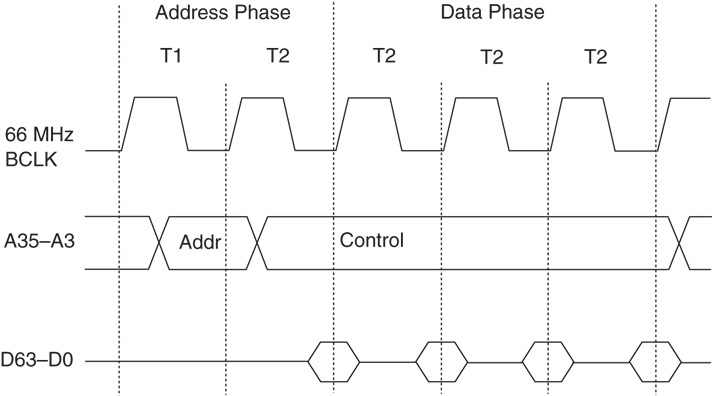 Address Phase
Data Phase
T1
T2
T2
T2
T2
66 MHz
BCLK
A35–A3
Addr
Control
D63–D0